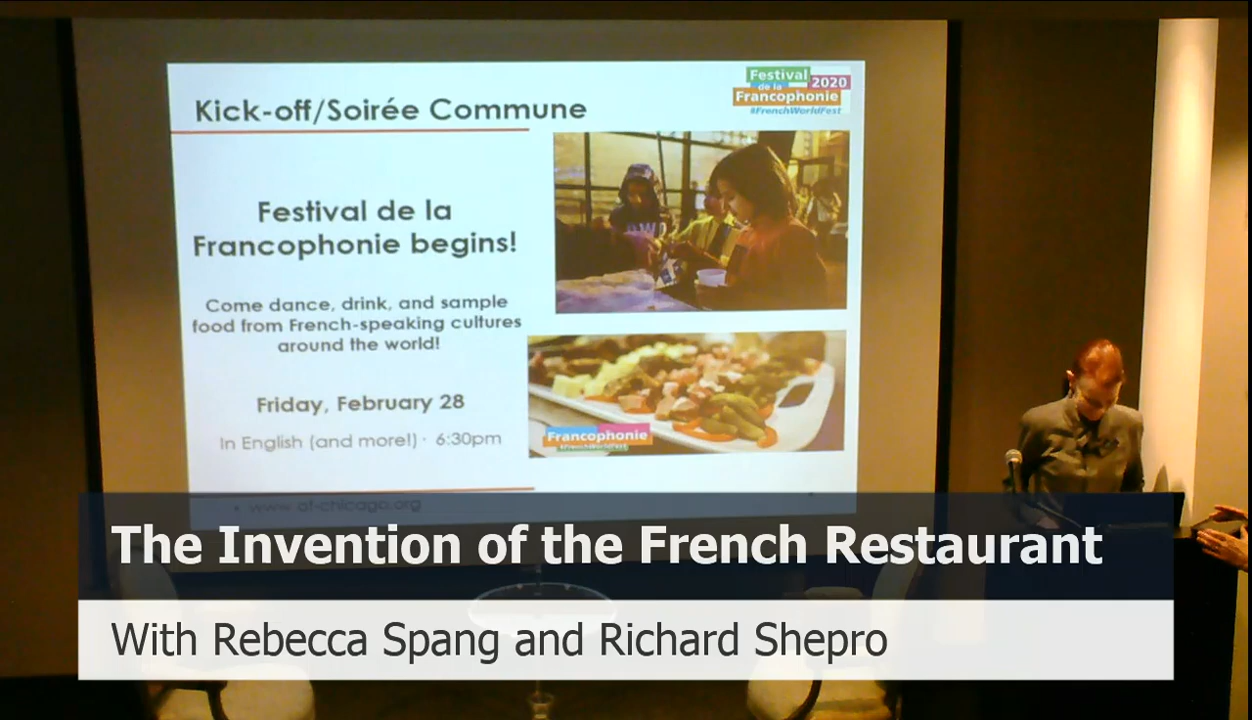 Kick-off/Soirée Commune
Festival
de la
2020
Francophonie
#FrenchWorldFest
Festival de la
Francophonie begins!
Come dance, drink, and sample
food from French-speaking cultures
around the world!
Friday, February 28
In English (and more!) · 6:30pm
Francophonie
#FrenchWorldFest
www.af-chicago.org
The Invention of the French Restaurant
With Rebecca Spang and Richard Shepro